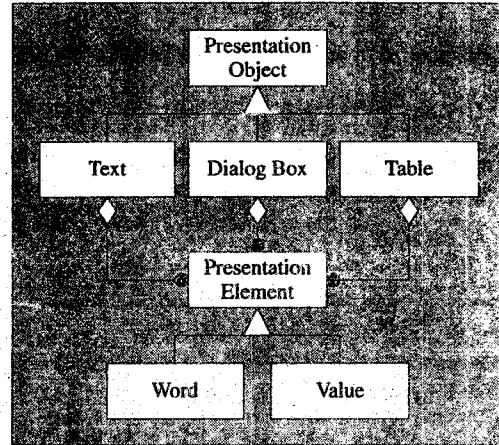 Presentation
Object
Text
Dialog Box
Table
Presentation
Element
Word
Value